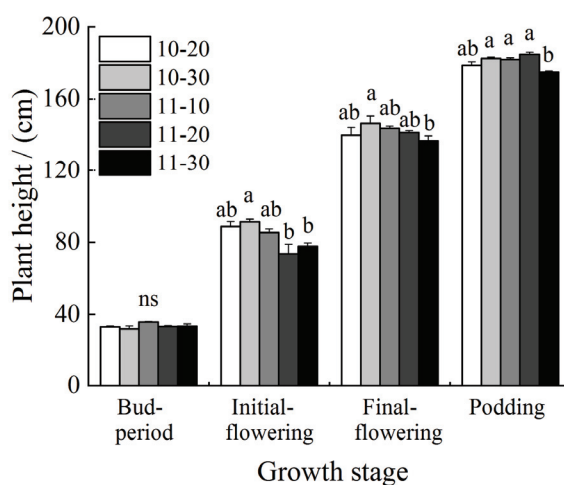 200
160
120
80
40
0
Plant height / (cm)
10-20
10-30
11-10
11-20
11-30
ns
ab a ab b b
ab a ab ab b
ab a a a b
Bud-period
Initial-flowering
Final-flowering
Podding
Growth stage